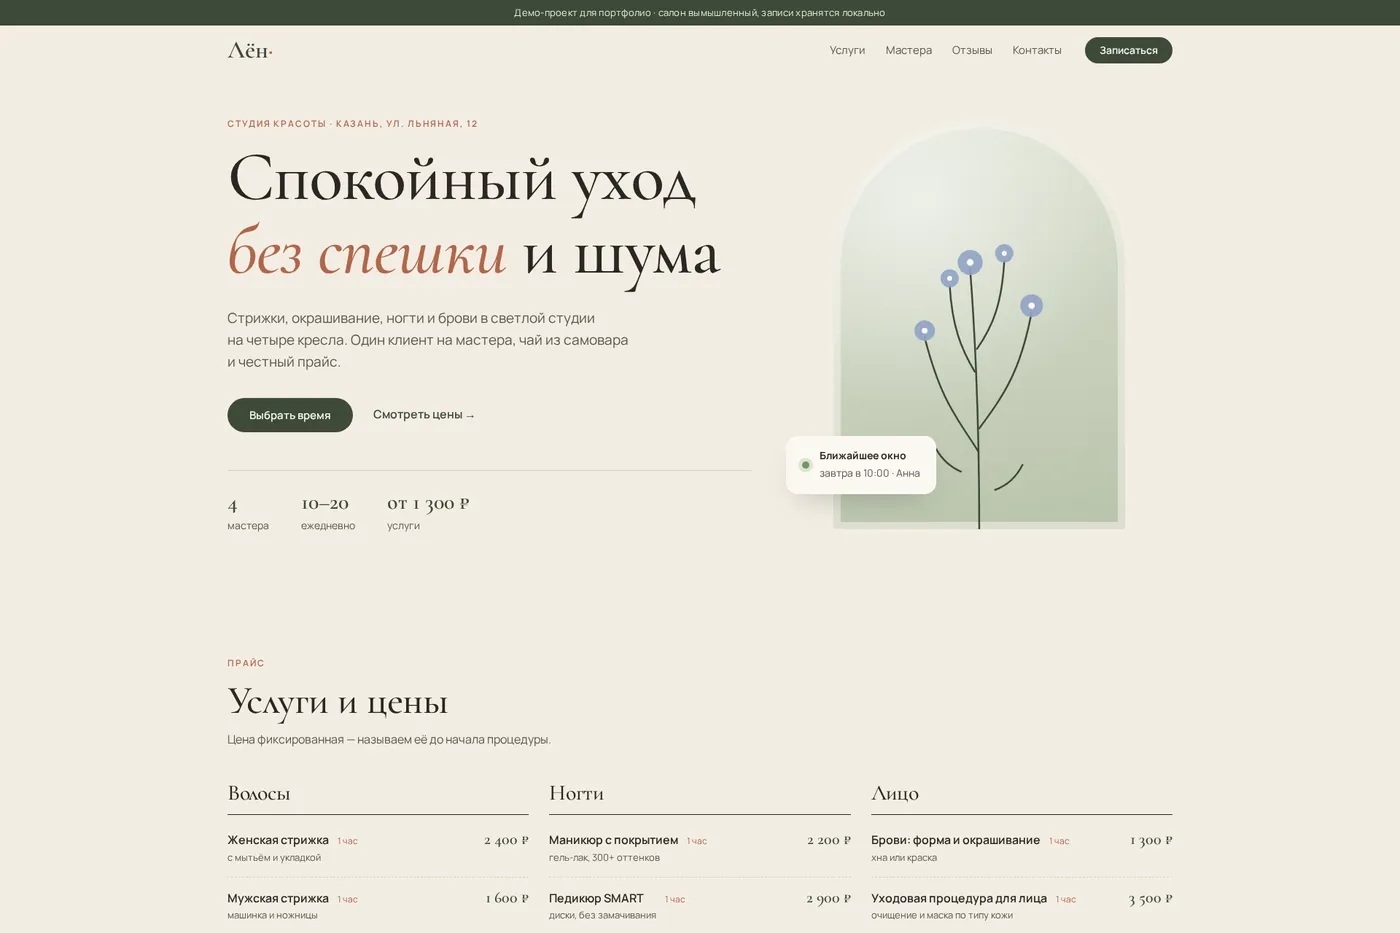 Демо-проект для портфолио · салон вымышленный, записи хранятся локально
Лён·
Услуги Мастера Отзывы Контакты Записаться
СТУДИЯ КРАСОТЫ · КАЗАНЬ, УЛ. ЛЬНЯНАЯ, 12
Спокойный уход
без спешки и шума
Стрижки, окрашивание, ногти и брови в светлой студии
на четыре кресла. Один клиент на мастера, чай из самовара
и честный прайс.
Выбрать время Смотреть цены →
Ближайшее окно
завтра в 10:00 · Анна
4 10–20 от 1 300 ₽
мастера ежедневно услуги
ПРАЙС
Услуги и цены
Цена фиксированная — называем её до начала процедуры.
Волосы
Женская стрижка 1 час 2 400 ₽
с мытьём и укладкой
Мужская стрижка 1 час 1 600 ₽
машинка и ножницы
Ногти
Маникюр с покрытием 1 час 2 200 ₽
гель-лак, 300+ оттенков
Педикюр SMART 1 час 2 900 ₽
диски, без замачивания
Лицо
Брови: форма и окрашивание 1 час 1 300 ₽
хна или краска
Уходовая процедура для лица 1 час 3 500 ₽
очищение и маска по типу кожи